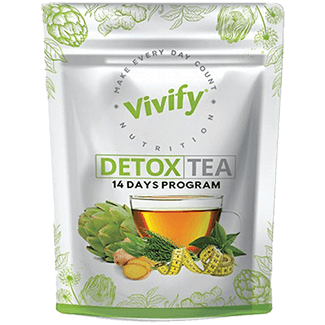 MAKE EVERY DAY COUNT
Vivify®
NUTRITION
DETOX TEA
14 DAYS PROGRAM